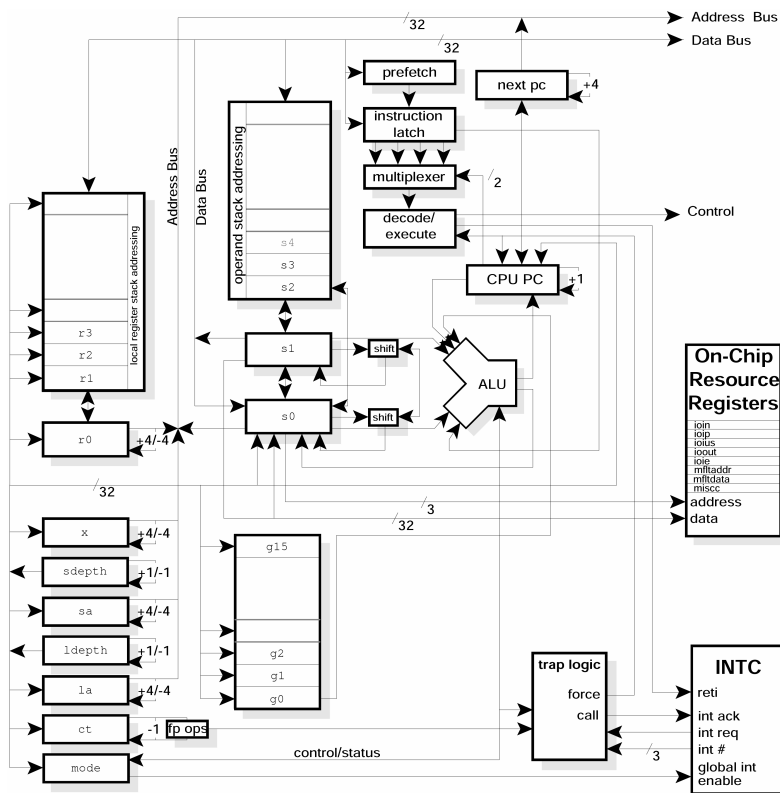 32
Address Bus
32
Data Bus
prefetch
next pc
+4
operand stack addressing
instruction
latch
Address Bus
Data Bus
multiplexer
2
local register stack addressing
decode/
execute
Control
s4
s3
s2
CPU PC
+1
r3
r2
r1
s1
shift
ALU
On-Chip
Resource
Registers
ioin
ioip
ioius
ioout
ioie
mfltaddr
mfltdata
miscc
address
data
r0
+4/-4
s0
shift
32
3
32
x
+4/-4
g15
sdepth
+1/-1
sa
+4/-4
ldepth
+1/-1
g2
g1
g0
la
+4/-4
trap logic
force
call
INTC
reti
int ack
int req
int #
global int
enable
ct
-1
fp ops
3
control/status
mode